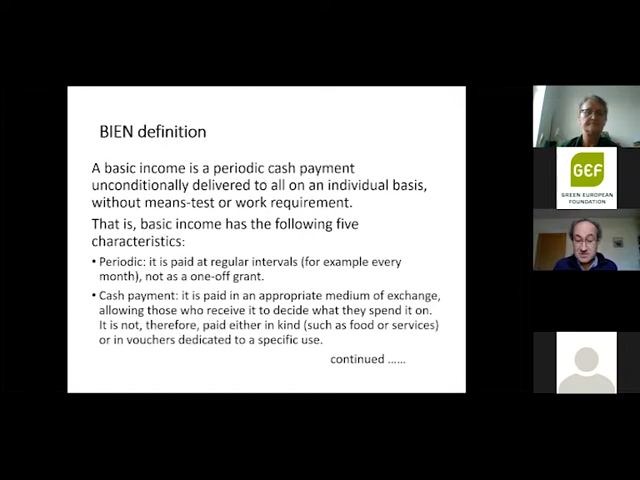 BIEN definition
A basic income is a periodic cash payment
unconditionally delivered to all on an individual basis,
without means-test or work requirement.
That is, basic income has the following five
characteristics:
• Periodic: it is paid at regular intervals (for example every
month), not as a one-off grant.
• Cash payment: it is paid in an appropriate medium of exchange,
allowing those who receive it to decide what they spend it on.
It is not, therefore, paid either in kind (such as food or services)
or in vouchers dedicated to a specific use.
continued ......
GEF
GREEN EUROPEAN
FOUNDATION